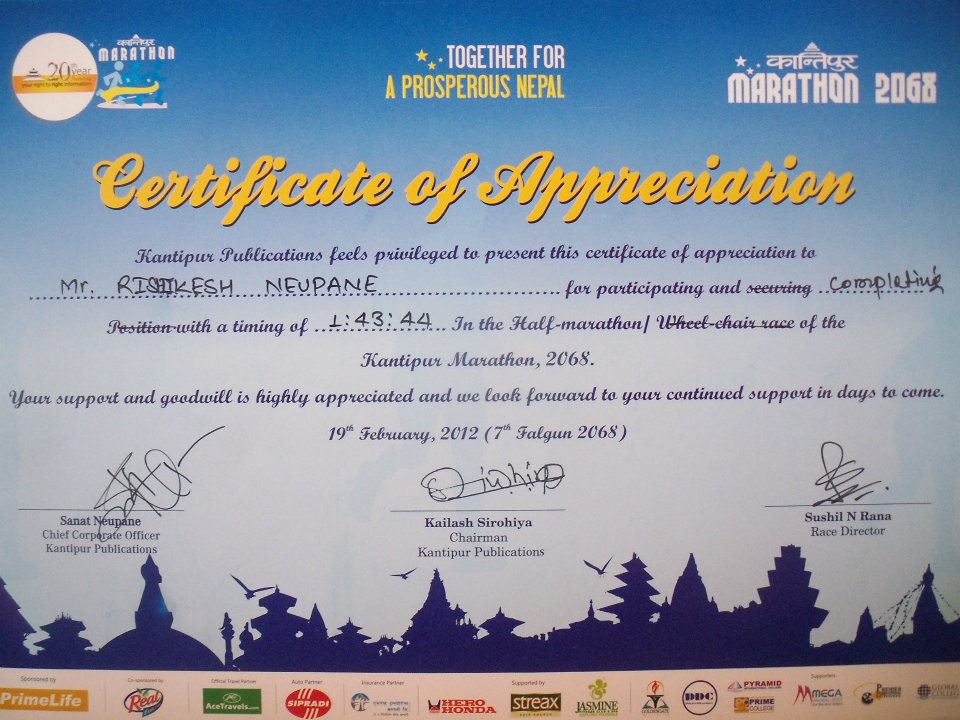 20th year
your right to right information
कान्तिपुर
MARATHON
TOGETHER FOR
A PROSPEROUS NEPAL
कान्तिपुर
MARATHON 2068
Certificate of Appreciation
Kantipur Publications feels privileged to present this certificate of appreciation to
Mr. RISHIKESH NEUPANE for participating and securing completing
Position with a timing of 1:43:44 In the Half-marathon/ Wheel-chair race of the
Kantipur Marathon, 2068.
Your support and goodwill is highly appreciated and we look forward to your continued support in days to come.
19th February, 2012 (7th Falgun 2068)
Sanat Neupane
Chief Corporate Officer
Kantipur Publications
Kailash Sirohiya
Chairman
Kantipur Publications
Sushil N Rana
Race Director
Sponsored by
PrimeLife
Co-sponsored by
Real
Official Travel Partner
AceTravels.com
Auto Partner
SIPRADI
Insurance Partner
HERO HONDA
Supported by
streax
JASMINE
GOLDENGATE
DDC
PYRAMID
PRIME COLLEGE
Supporters
MEGA
PREMIER
GLOBAL COLLEGE